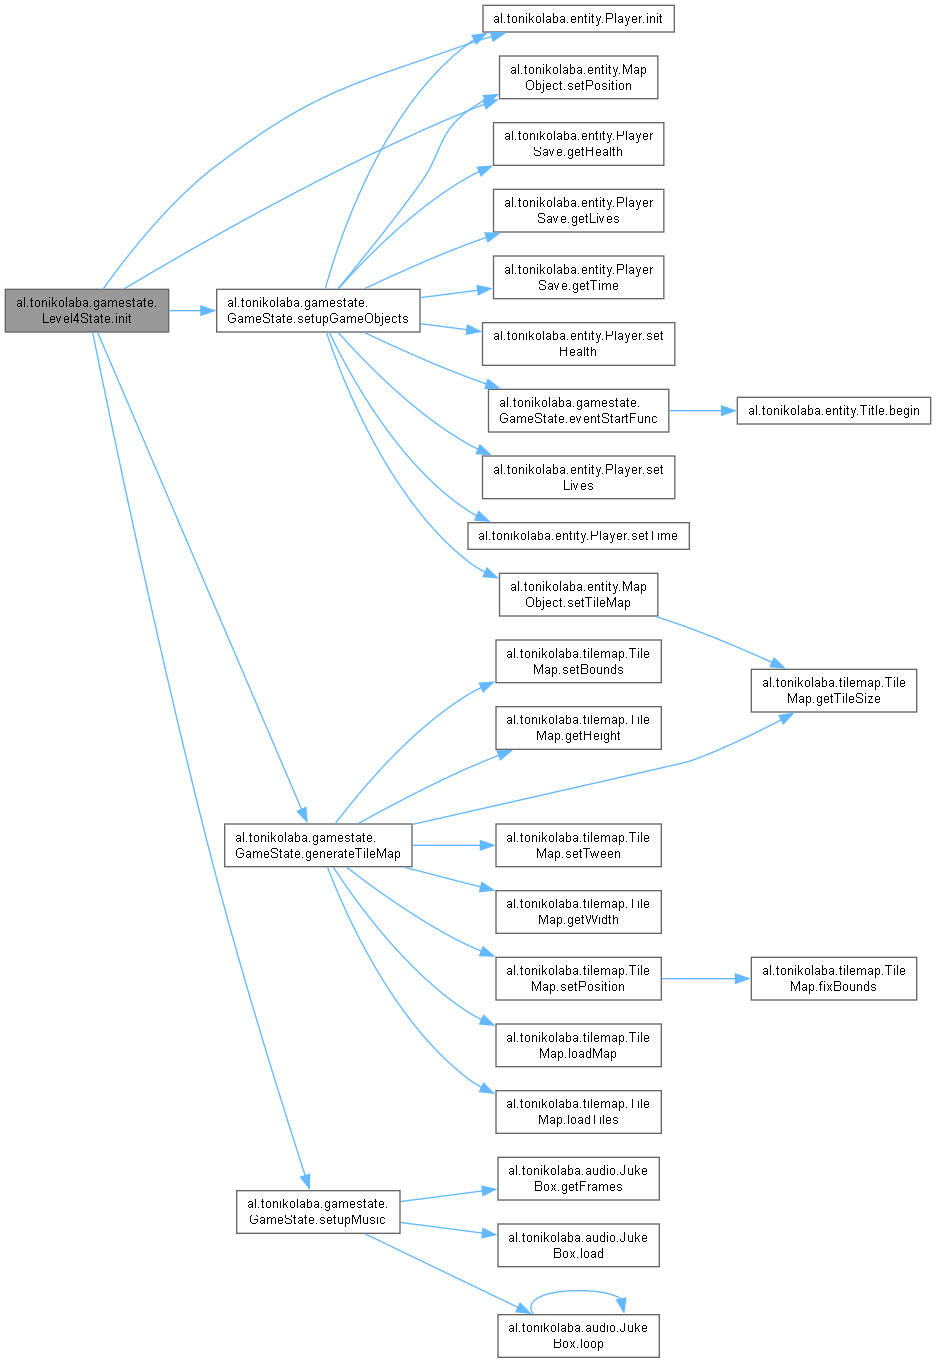 al.tonikolaba.entity.Player.init
al.tonikolaba.entity.Map
Object.setPosition
al.tonikolaba.entity.Player
Save.getHealth
al.tonikolaba.entity.Player
Save.getLives
al.tonikolaba.entity.Player
Save.getTime
al.tonikolaba.gamestate.
Level4State.init
al.tonikolaba.gamestate.
GameState.setupGameObjects
al.tonikolaba.entity.Player.set
Health
al.tonikolaba.gamestate.
GameState.eventStartFunc
al.tonikolaba.entity.Title.begin
al.tonikolaba.entity.Player.set
Lives
al.tonikolaba.entity.Player.setTime
al.tonikolaba.entity.Map
Object.setTileMap
al.tonikolaba.tilemap.Tile
Map.setBounds
al.tonikolaba.tilemap.Tile
Map.getTileSize
al.tonikolaba.tilemap.Tile
Map.getHeight
al.tonikolaba.gamestate.
GameState.generateTileMap
al.tonikolaba.tilemap.Tile
Map.setTween
al.tonikolaba.tilemap.Tile
Map.getWidth
al.tonikolaba.tilemap.Tile
Map.setPosition
al.tonikolaba.tilemap.Tile
Map.fixBounds
al.tonikolaba.tilemap.Tile
Map.loadMap
al.tonikolaba.tilemap.Tile
Map.loadTiles
al.tonikolaba.audio.Juke
Box.getFrames
al.tonikolaba.gamestate.
GameState.setupMusic
al.tonikolaba.audio.Juke
Box.load
al.tonikolaba.audio.Juke
Box.loop